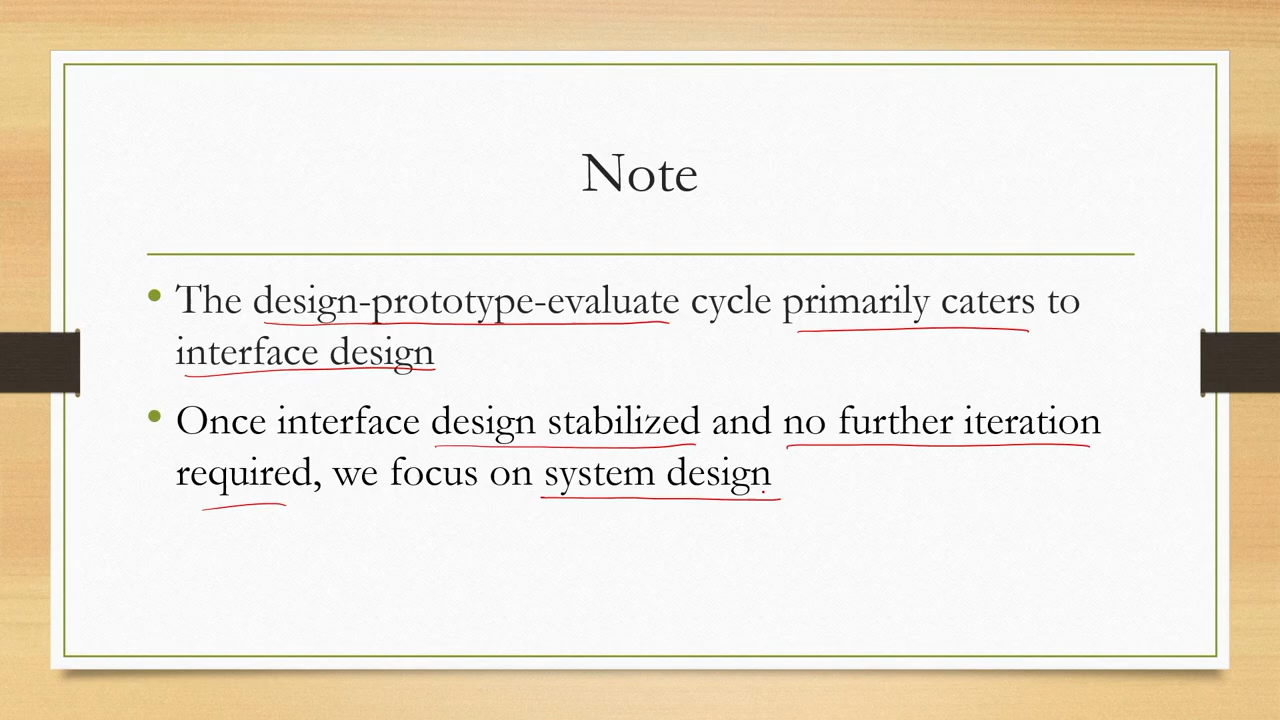 Note
• The design-prototype-evaluate cycle primarily caters to
interface design
• Once interface design stabilized and no further iteration
required, we focus on system design